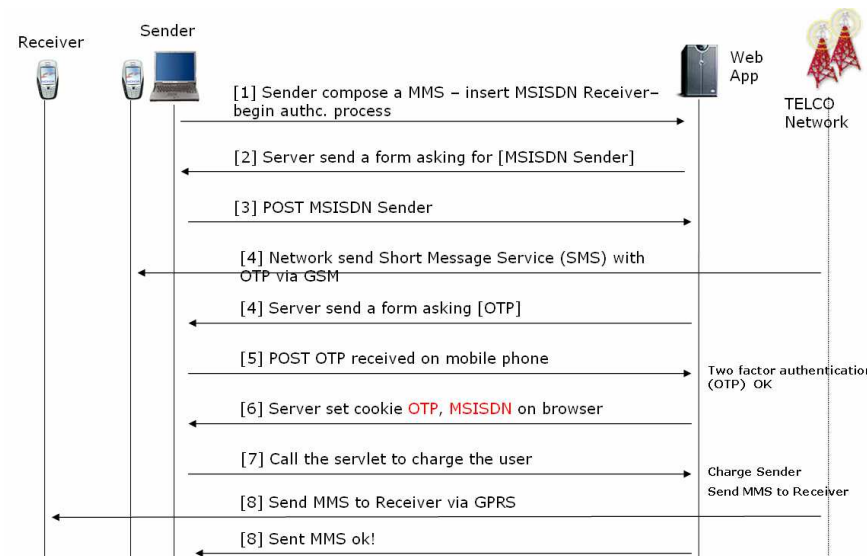 Receiver
Sender
Web
App
TELCO
Network
[1] Sender compose a MMS – insert MSISDN Receiver–
begin authc. process
[2] Server send a form asking for [MSISDN Sender]
[3] POST MSISDN Sender
[4] Network send Short Message Service (SMS) with
OTP via GSM
[4] Server send a form asking [OTP]
[5] POST OTP received on mobile phone
Two factor authentication
(OTP) OK
[6] Server set cookie OTP, MSISDN on browser
[7] Call the servlet to charge the user
Charge Sender
Send MMS to Receiver
[8] Send MMS to Receiver via GPRS
[8] Sent MMS ok!